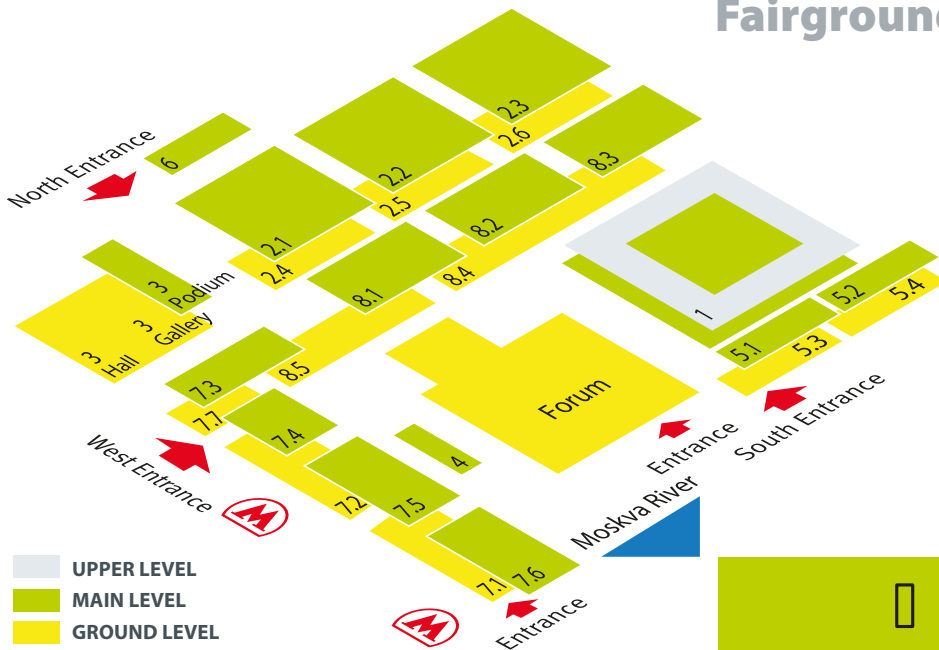 Fairground
2.3
2.6
North Entrance
6
8.3
2.2
2.5
8.2
2.1
2.4
8.4
8.1
3
Podium
3
Gallery
3
Hall
1
5.2
5.4
5.1
5.3
8.5
7.3
7.7
Forum
7.4
4
West Entrance
Entrance
South Entrance
7.2
7.5
Moskva River
M
7.1
7.6
Entrance
M
UPPER LEVEL
MAIN LEVEL
GROUND LEVEL